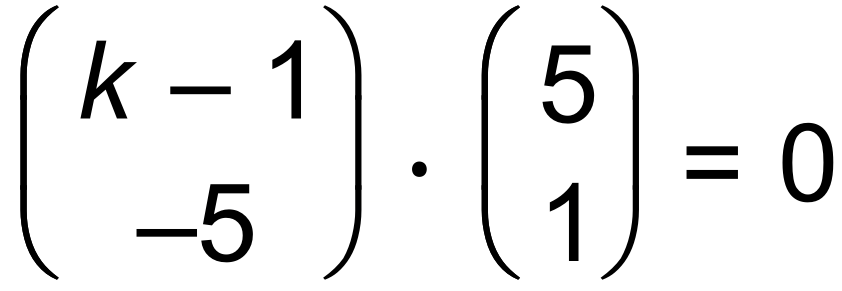 (k – 1
–5) · (5
1) = 0